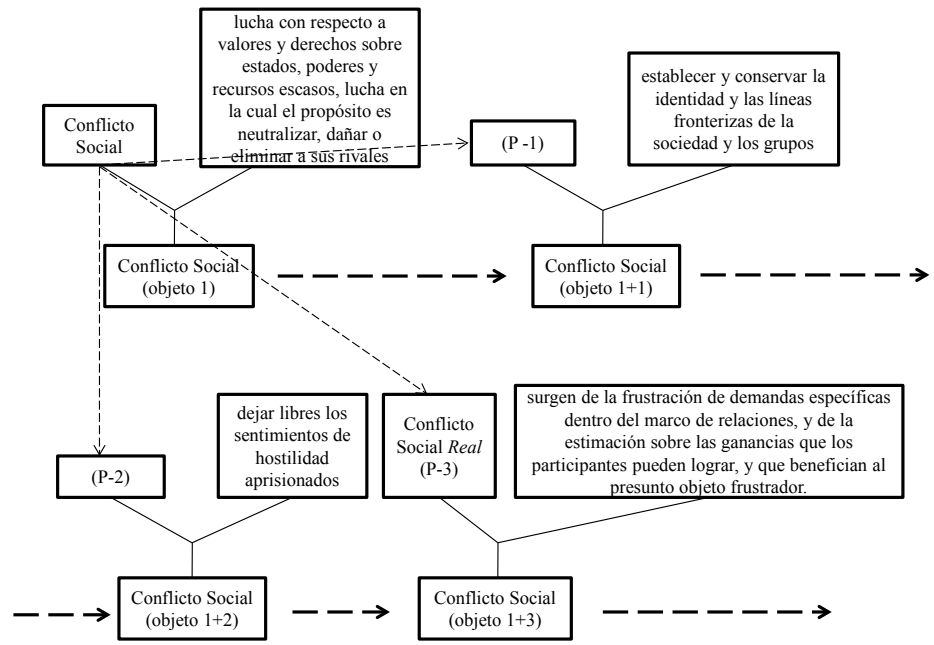 lucha con respecto a
valores y derechos sobre
estados, poderes y
recursos escasos, lucha en
la cual el propósito es
neutralizar, dañar o
eliminar a sus rivales
Conflicto
Social
(P -1)
establecer y conservar la
identidad y las líneas
fronterizas de la
sociedad y los grupos
Conflicto Social
(objeto 1)
Conflicto Social
(objeto 1+1)
(P-2)
dejar libres los
sentimientos de
hostilidad
aprisionados
Conflicto
Social Real
(P-3)
surgen de la frustración de demandas específicas
dentro del marco de relaciones, y de la
estimación sobre las ganancias que los
participantes pueden lograr, y que benefician al
presunto objeto frustrador.
Conflicto Social
(objeto 1+2)
Conflicto Social
(objeto 1+3)